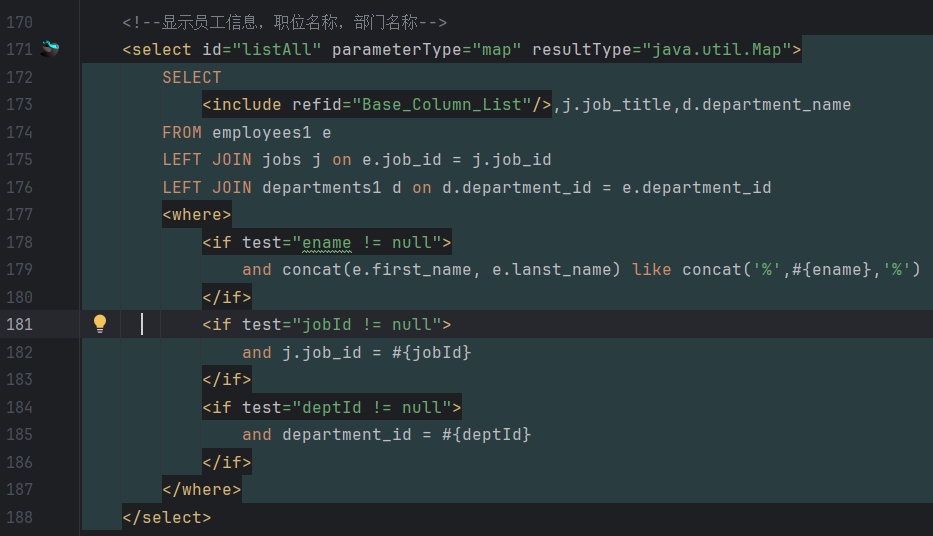 170 <!--显示员工信息，职位名称，部门名称-->
171 <select id="listAll" parameterType="map" resultType="java.util.Map">
172 SELECT
173 <include refid="Base_Column_List"/>,j.job_title,d.department_name
174 FROM employees1 e
175 LEFT JOIN jobs j on e.job_id = j.job_id
176 LEFT JOIN departments1 d on d.department_id = e.department_id
177 <where>
178 <if test="ename != null">
179 and concat(e.first_name, e.lanst_name) like concat('%',#{ename},'%')
180 </if>
181 <if test="jobId != null">
182 and j.job_id = #{jobId}
183 </if>
184 <if test="deptId != null">
185 and department_id = #{deptId}
186 </if>
187 </where>
188 </select>